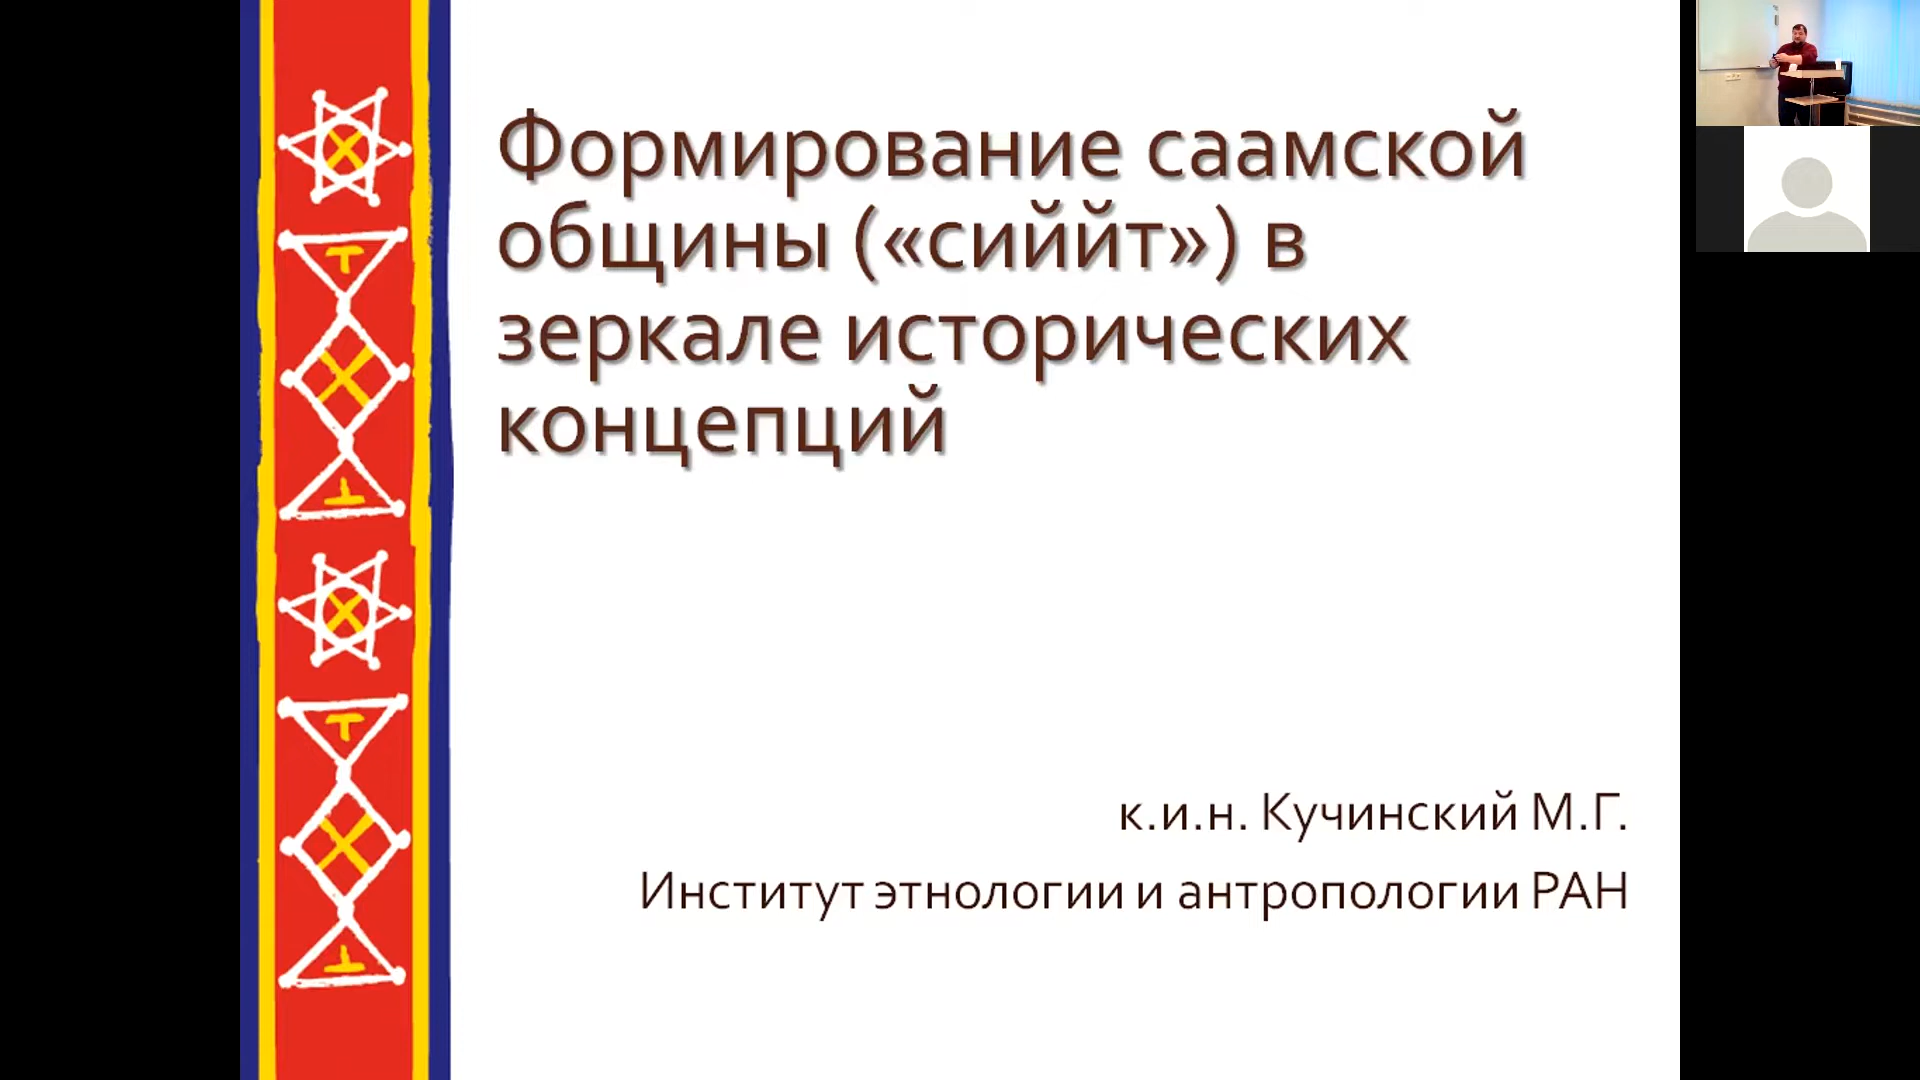 Формирование саамской
общины («сиййт») в
зеркале исторических
концепций
к.и.н. Кучинский М.Г.
Институт этнологии и антропологии РАН